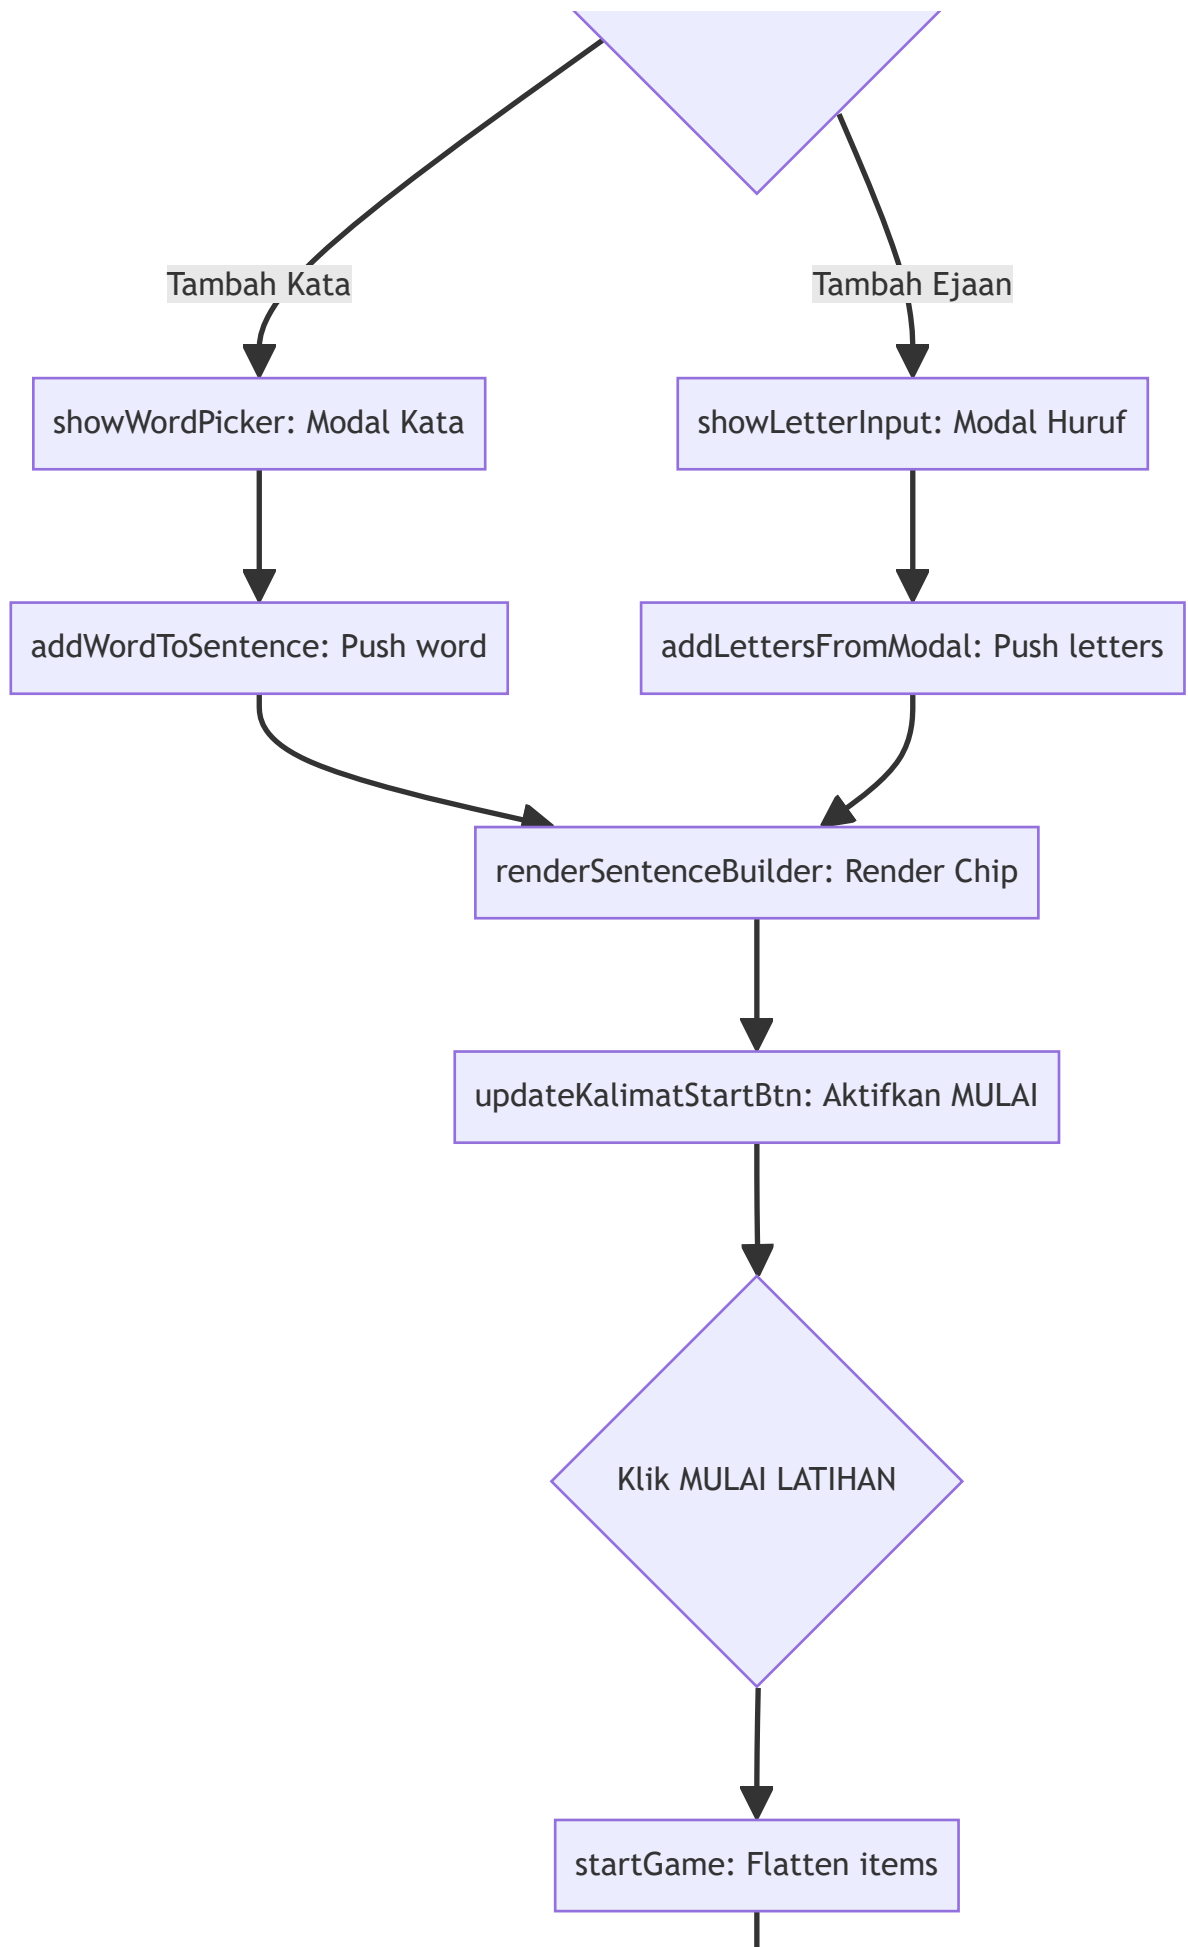 Tambah Kata
Tambah Ejaan
showWordPicker: Modal Kata
showLetterInput: Modal Huruf
addWordToSentence: Push word
addLettersFromModal: Push letters
renderSentenceBuilder: Render Chip
updateKalimatStartBtn: Aktifkan MULAI
Klik MULAI LATIHAN
startGame: Flatten items